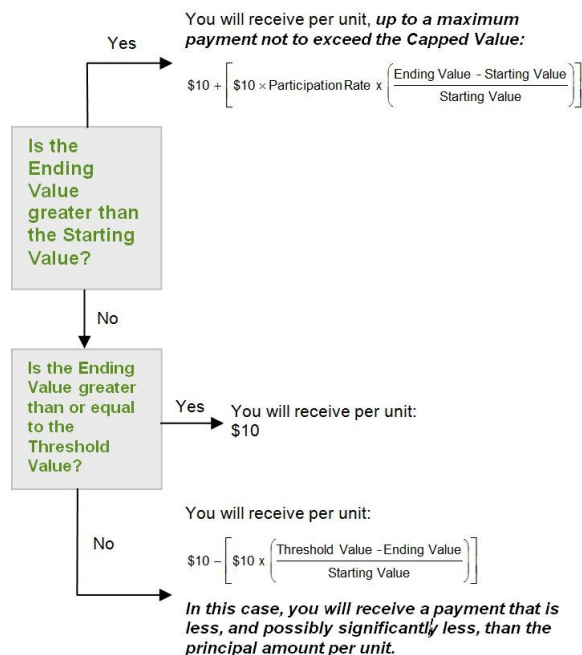 You will receive per unit, up to a maximum
Yes
payment not to exceed the Capped Value:
$10 + [$10 × Participation Rate x (Ending Value - Starting Value / Starting Value)]
Is the
Ending
Value
greater than
the Starting
Value?
No
Is the Ending
Value greater
than or equal
to the
Threshold
Value?
Yes
You will receive per unit:
$10
No
You will receive per unit:
$10 – [$10 x (Threshold Value - Ending Value / Starting Value)]
In this case, you will receive a payment that is
less, and possibly significantly less, than the
principal amount per unit.